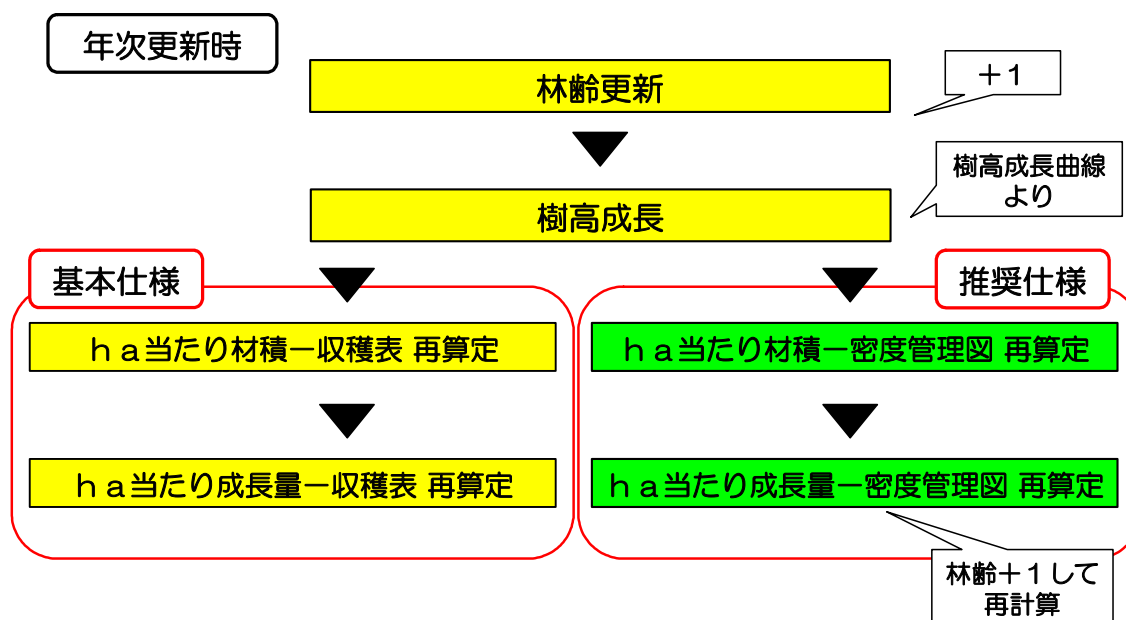 年次更新時
林齢更新
＋１
樹高成長曲線
より
樹高成長
基本仕様
推奨仕様
ｈａ当たり材積ー収穫表 再算定
ｈａ当たり材積ー密度管理図 再算定
ｈａ当たり成長量ー収穫表 再算定
ｈａ当たり成長量ー密度管理図 再算定
林齢＋１して
再計算